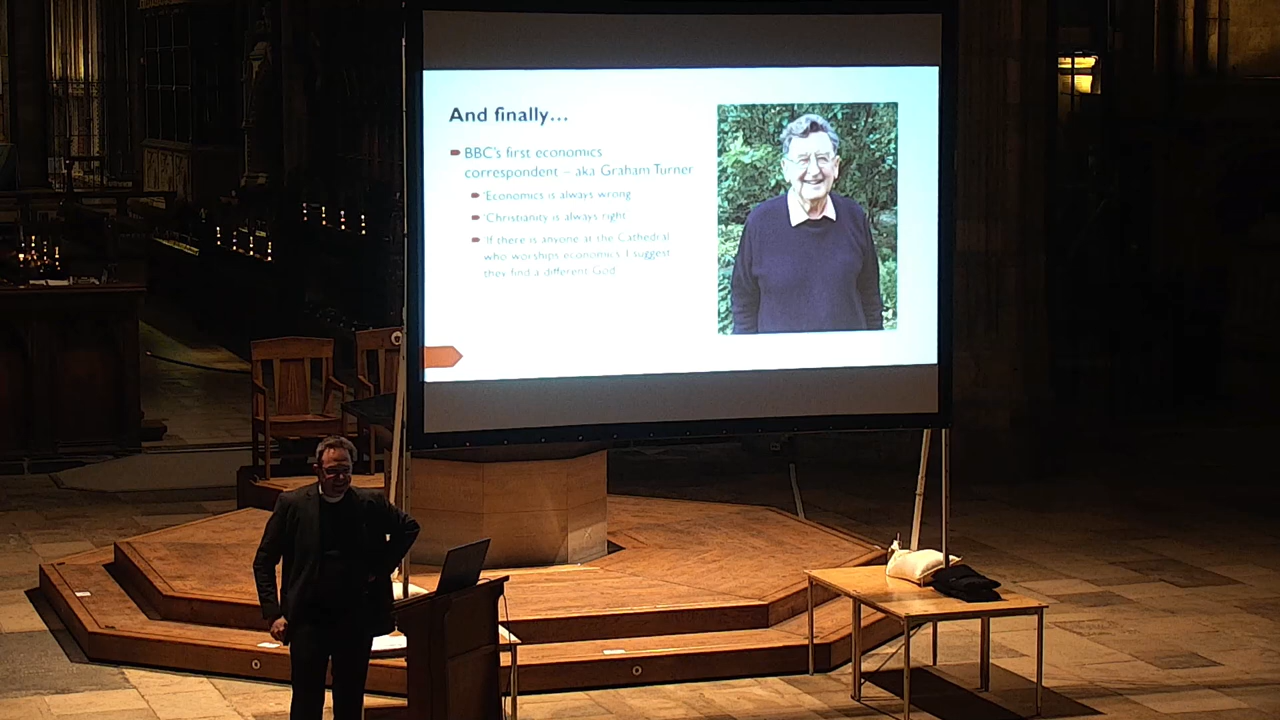 And finally…
BBC's first economics
correspondent – aka Graham Turner
'Economics is always wrong
'Christianity is always right
'If there is anyone at the Cathedral
who worships economics I suggest
they find a different God